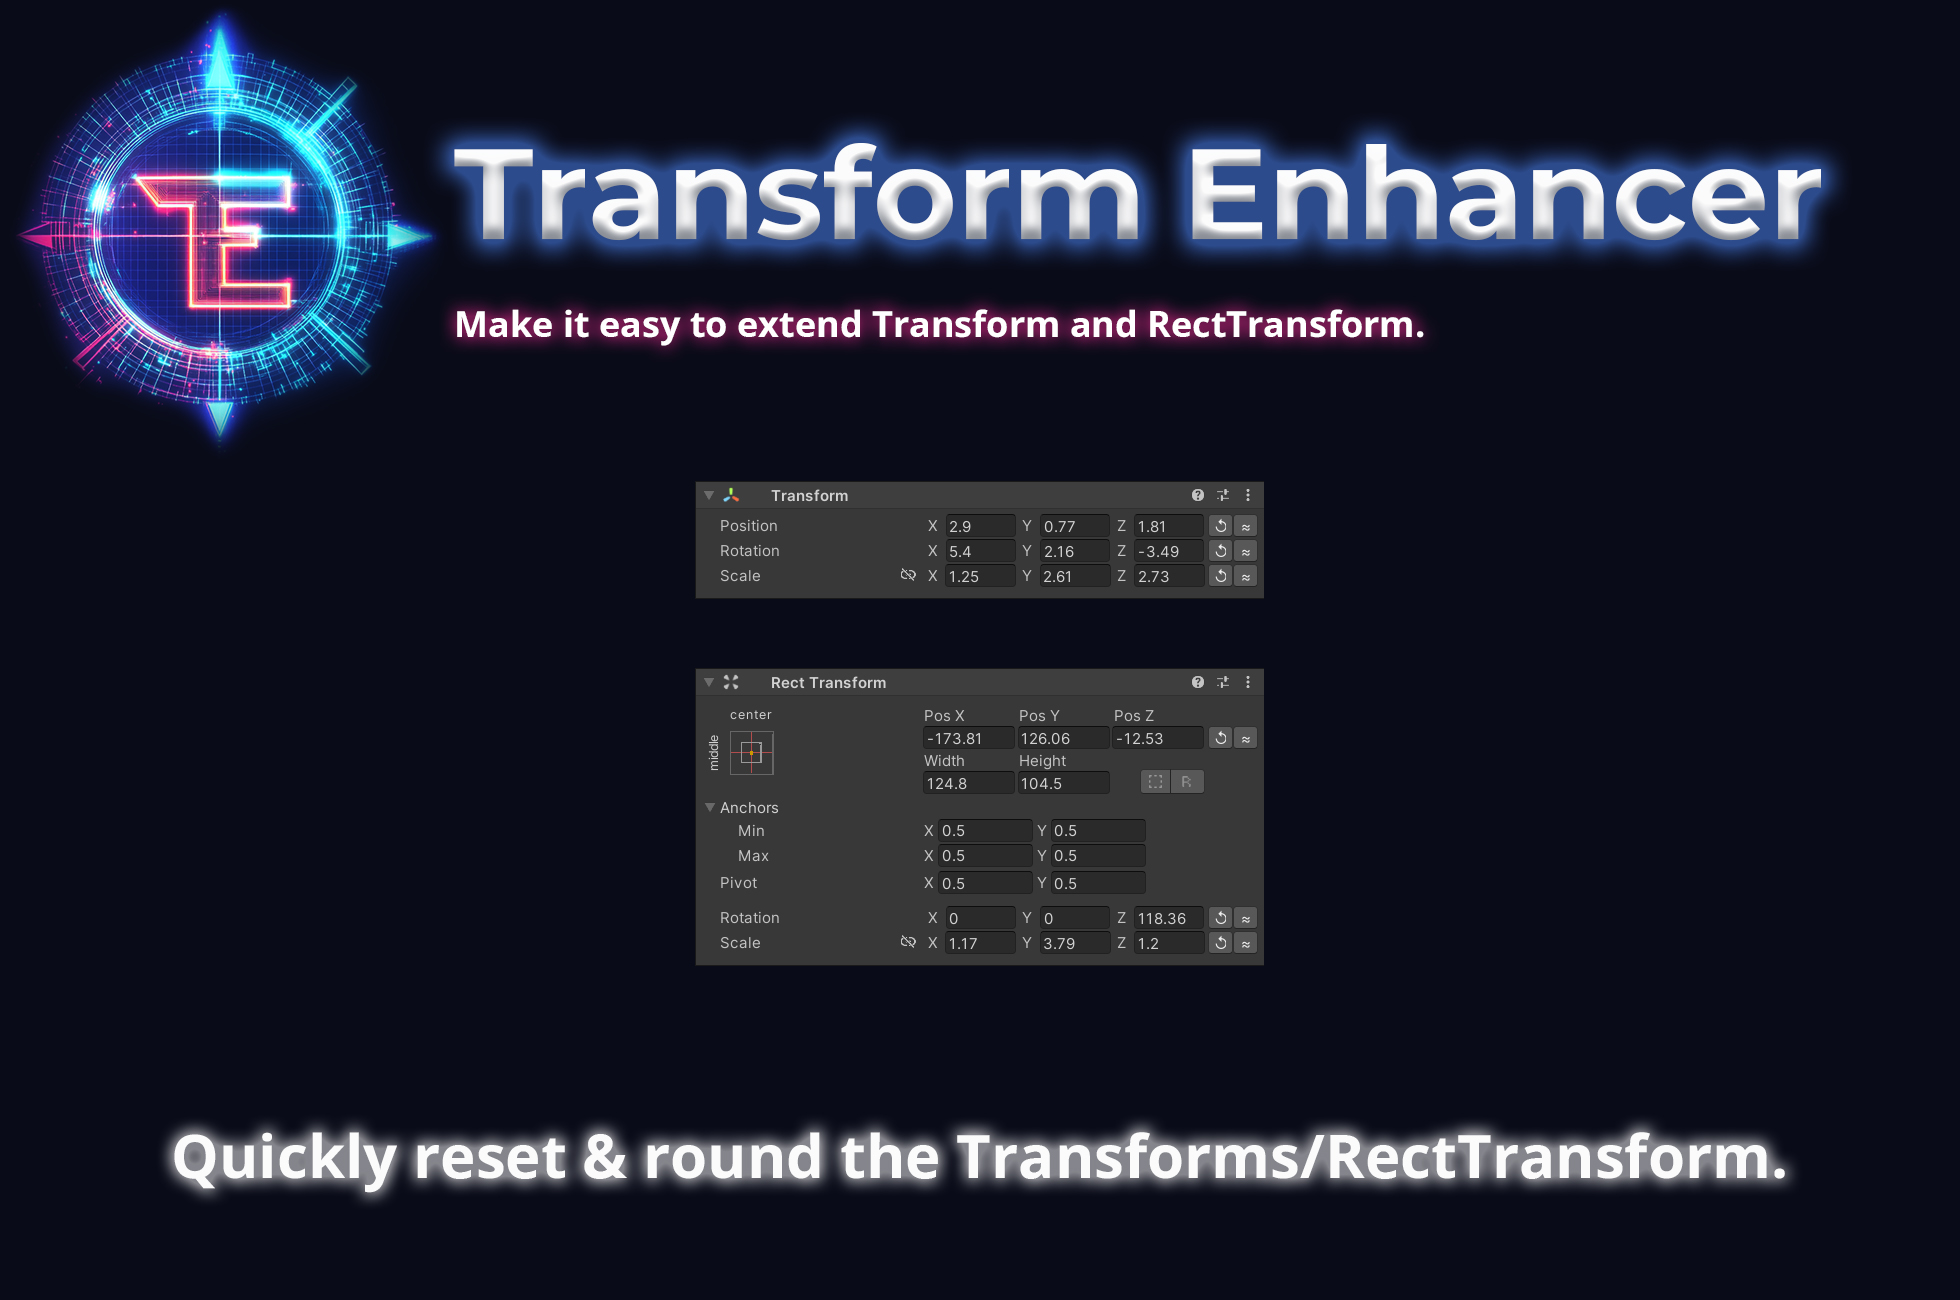 TE
Transform Enhancer
Make it easy to extend Transform and RectTransform.
Transform
Position X 2.9 Y 0.77 Z 1.81 ≈
Rotation X 5.4 Y 2.16 Z -3.49 ≈
Scale X 1.25 Y 2.61 Z 2.73 ≈
Rect Transform
center
middle
Pos X Pos Y Pos Z
-173.81 126.06 -12.53 ≈
Width Height
124.8 104.5 R
Anchors
Min X 0.5 Y 0.5
Max X 0.5 Y 0.5
Pivot X 0.5 Y 0.5
Rotation X 0 Y 0 Z 118.36 ≈
Scale X 1.17 Y 3.79 Z 1.2 ≈
Quickly reset & round the Transforms/RectTransform.